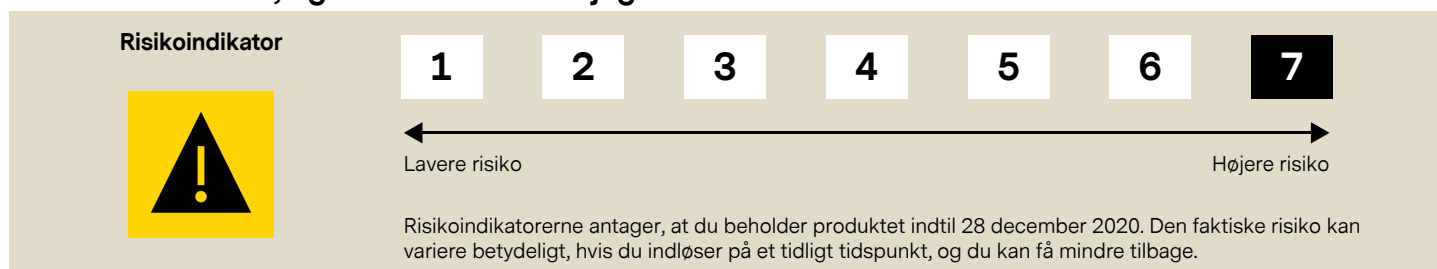 Risikoindikator
1 2 3 4 5 6 7
Lavere risiko
Højere risiko
Risikoindikatorerne antager, at du beholder produktet indtil 28 december 2020. Den faktiske risiko kan
variere betydeligt, hvis du indløser på et tidligt tidspunkt, og du kan få mindre tilbage.